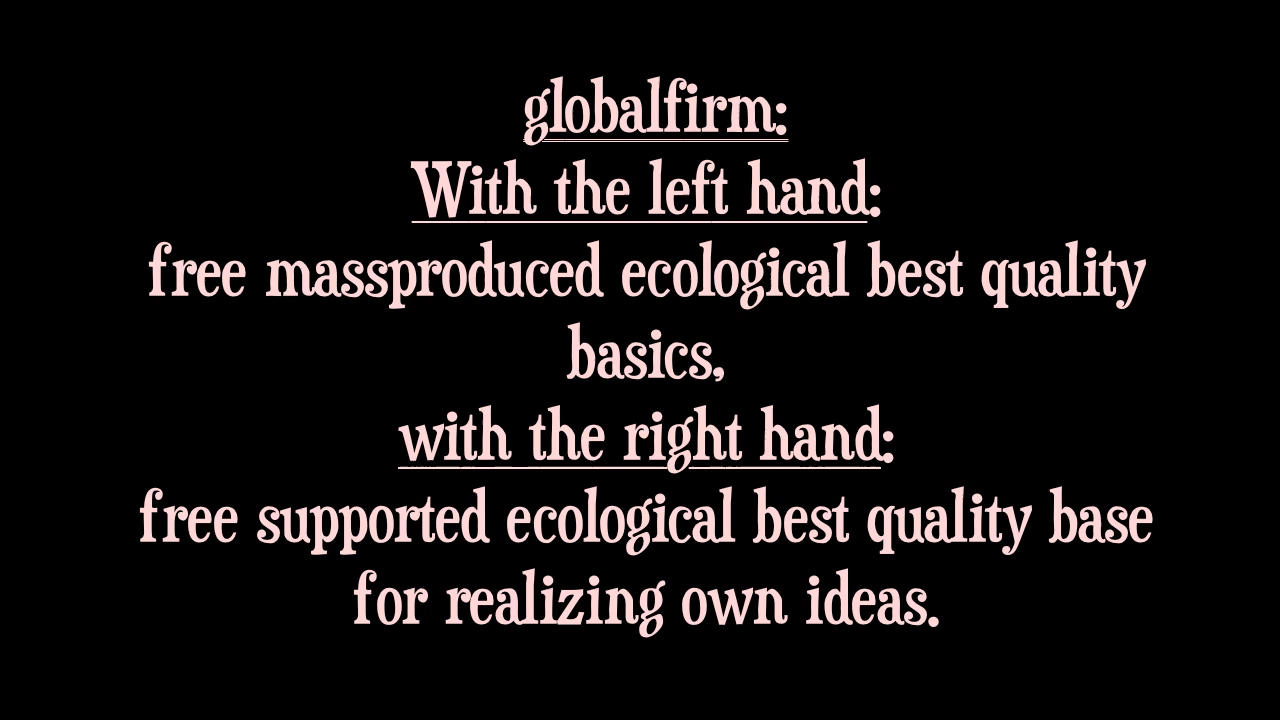 globalfirm:
With the left hand:
free massproduced ecological best quality
basics,
with the right hand:
free supported ecological best quality base
for realizing own ideas.